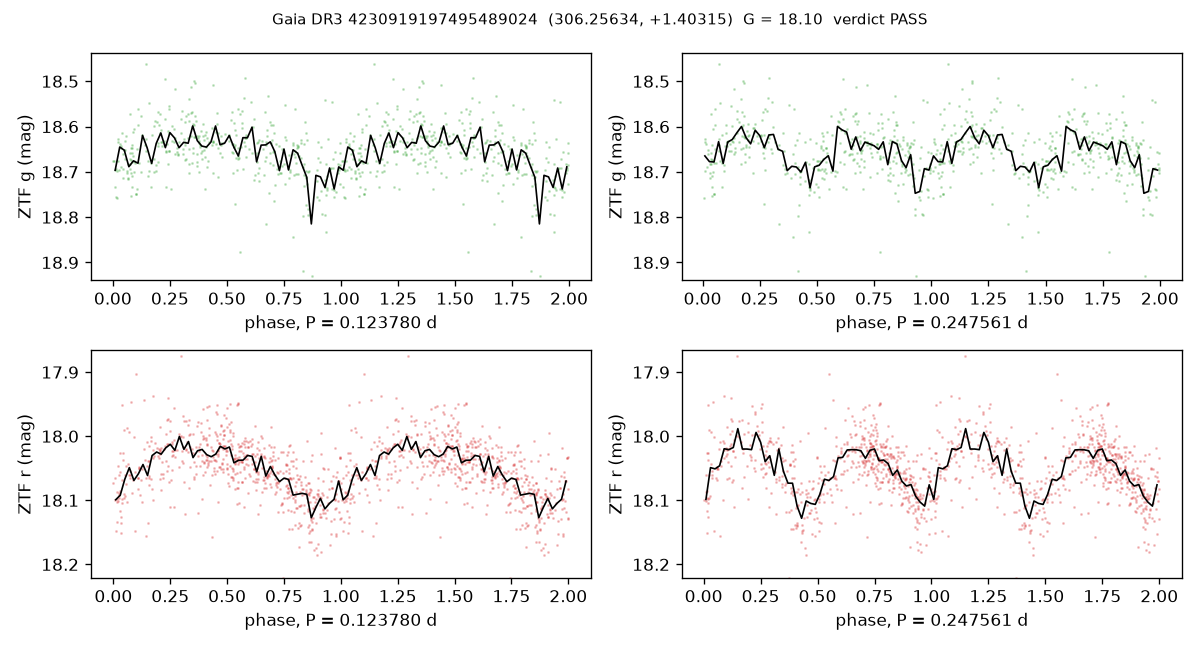 Gaia DR3 4230919197495489024 (306.25634, +1.40315) G = 18.10 verdict PASS
ZTF g (mag)
18.5
18.6
18.7
18.8
18.9
0.00 0.25 0.50 0.75 1.00 1.25 1.50 1.75 2.00
phase, P = 0.123780 d
ZTF g (mag)
18.5
18.6
18.7
18.8
18.9
0.00 0.25 0.50 0.75 1.00 1.25 1.50 1.75 2.00
phase, P = 0.247561 d
ZTF r (mag)
17.9
18.0
18.1
18.2
0.00 0.25 0.50 0.75 1.00 1.25 1.50 1.75 2.00
phase, P = 0.123780 d
ZTF r (mag)
17.9
18.0
18.1
18.2
0.00 0.25 0.50 0.75 1.00 1.25 1.50 1.75 2.00
phase, P = 0.247561 d